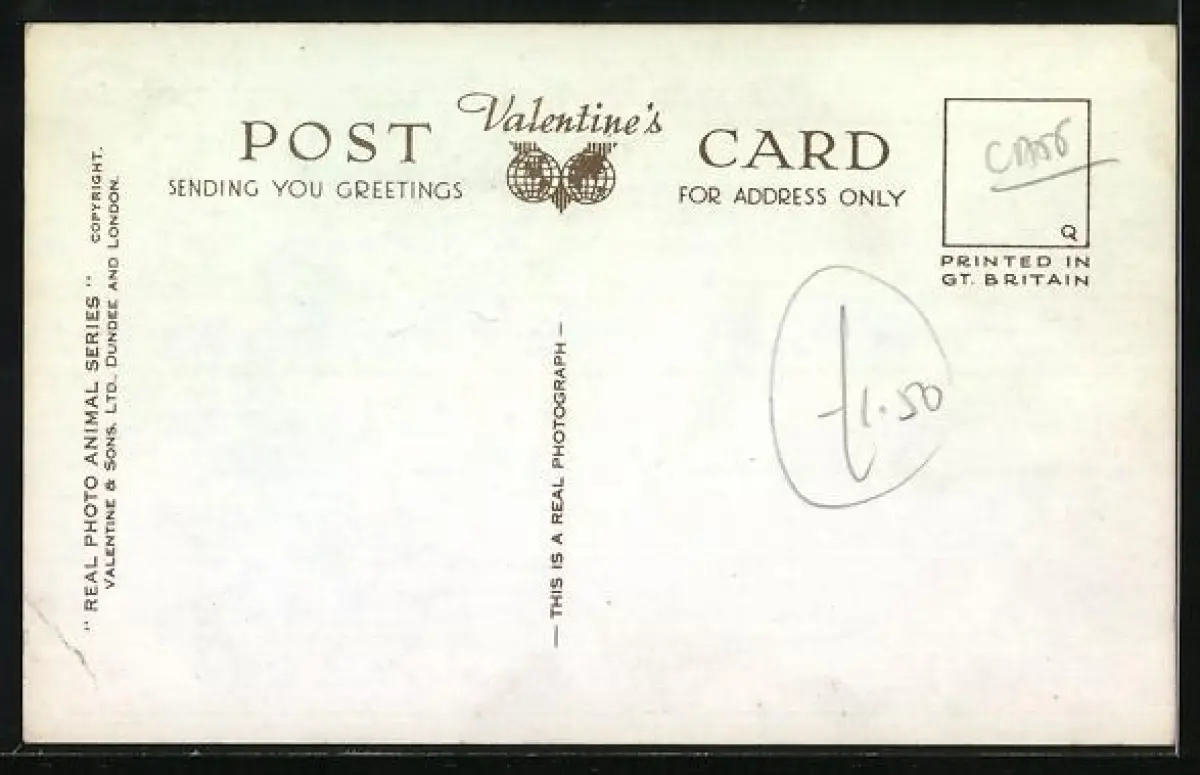 Valentine's
POST CARD
SENDING YOU GREETINGS
FOR ADDRESS ONLY
Q
PRINTED IN
GT. BRITAIN
"REAL PHOTO ANIMAL SERIES" COPYRIGHT.
VALENTINE & SONS. LTD., DUNDEE AND LONDON.
— THIS IS A REAL PHOTOGRAPH —
£1.50